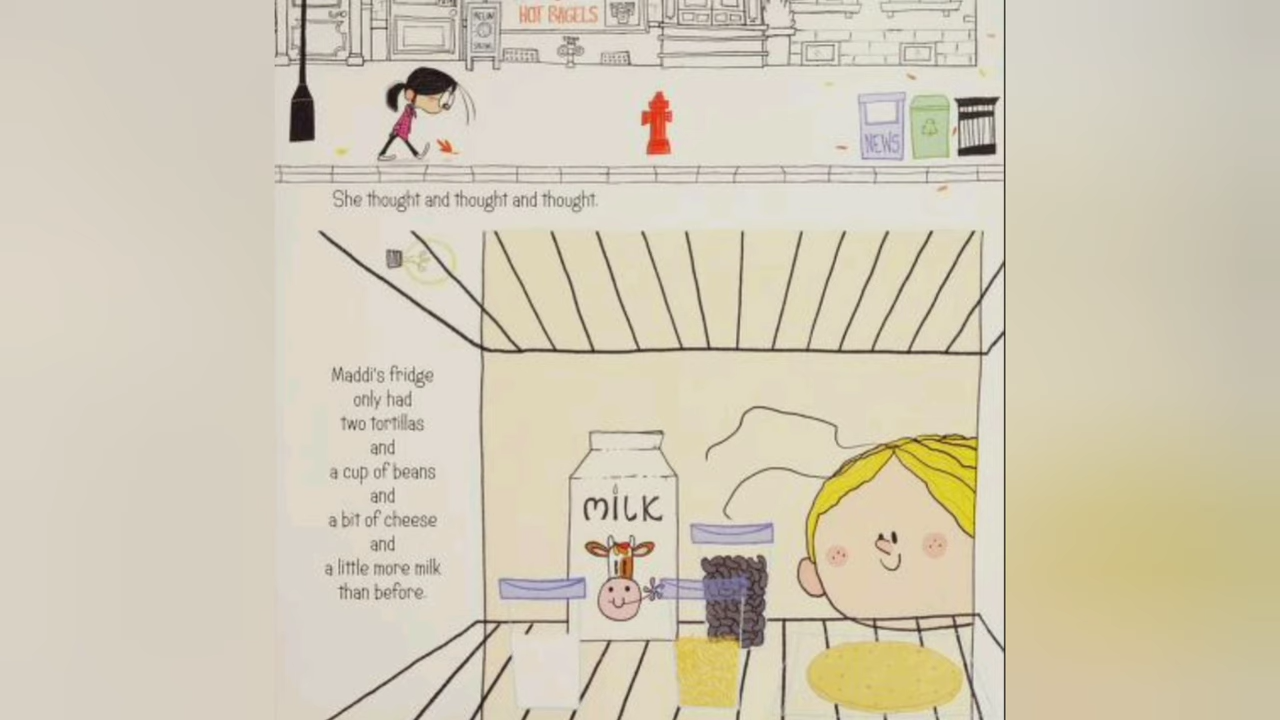 HOT BAGELS
NEWS
She thought and thought and thought.
Maddi's fridge
only had
two tortillas
and
a cup of beans
and
a bit of cheese
and
a little more milk
than before.
MILK